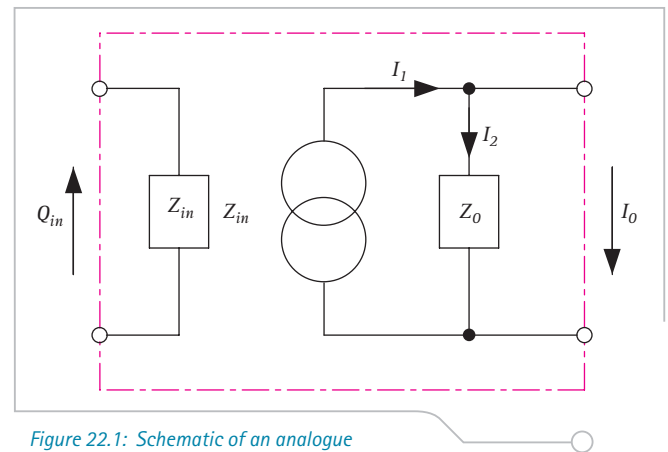 I₁
I₂
Qin
Zin
Zin
Z₀
I₀
Figure 22.1: Schematic of an analogue